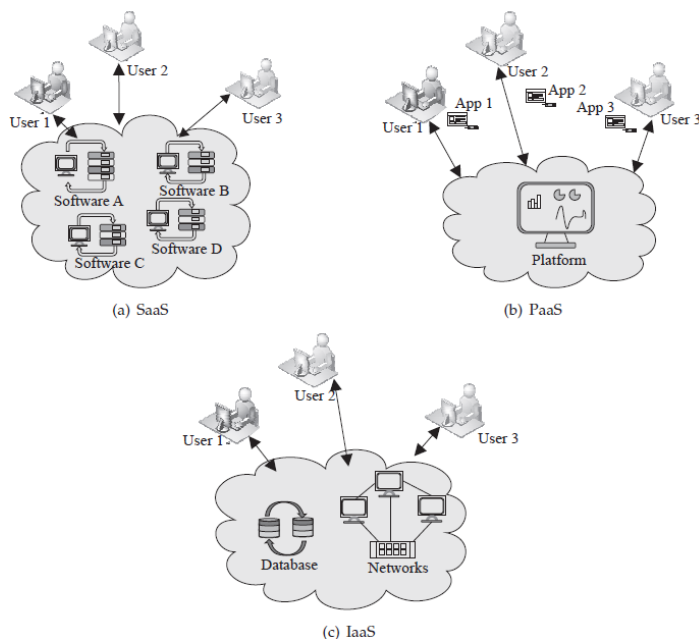 User 2
User 1
User 3
Software A
Software B
Software C
Software D
(a) SaaS
User 2
App 1
App 2
App 3
User 1
User 3
Platform
(b) PaaS
User 2
User 1
User 3
Database
Networks
(c) IaaS